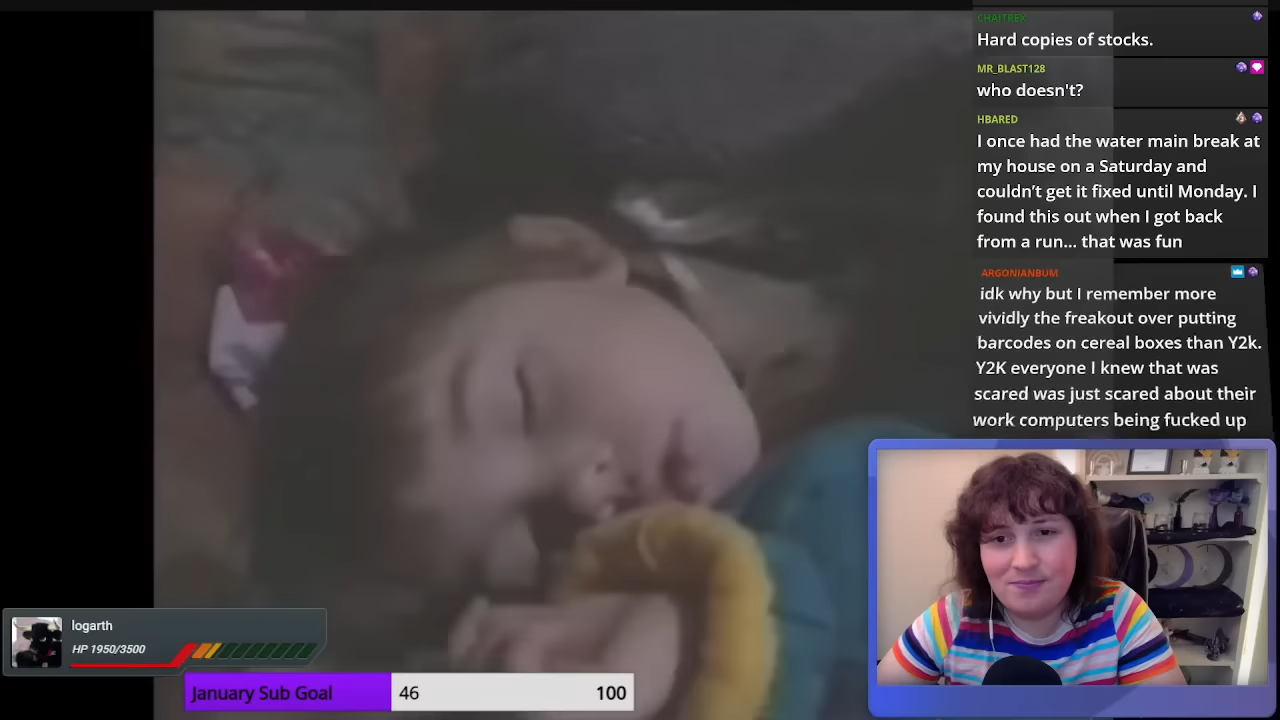 CHAITREX
Hard copies of stocks.
MR_BLAST128
who doesn't?
HBARED
I once had the water main break at
my house on a Saturday and
couldn't get it fixed until Monday. I
found this out when I got back
from a run... that was fun
ARGONIANBUM
idk why but I remember more
vividly the freakout over putting
barcodes on cereal boxes than Y2k.
Y2K everyone I knew that was
scared was just scared about their
work computers being fucked up
logarth
HP 1950/3500
January Sub Goal 46 100